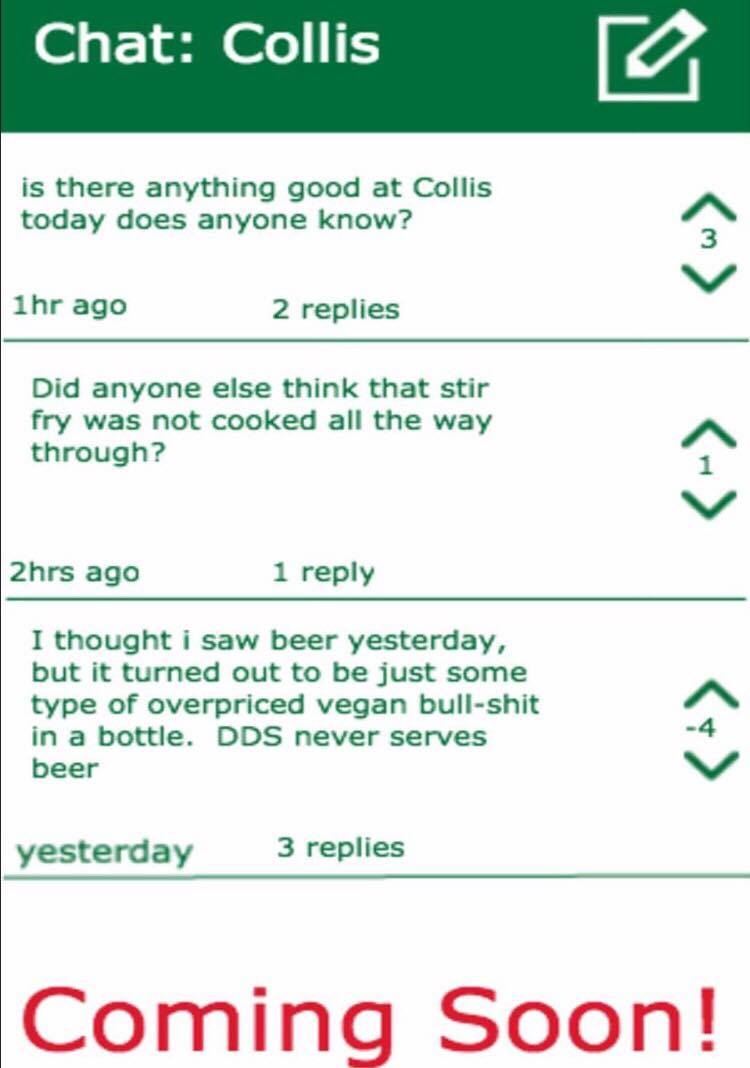 Chat: Collis
is there anything good at Collis
today does anyone know?
3
1hr ago 2 replies
Did anyone else think that stir
fry was not cooked all the way
through?
1
2hrs ago 1 reply
I thought i saw beer yesterday,
but it turned out to be just some
type of overpriced vegan bull-shit
in a bottle. DDS never serves
beer
-4
yesterday 3 replies
Coming Soon!